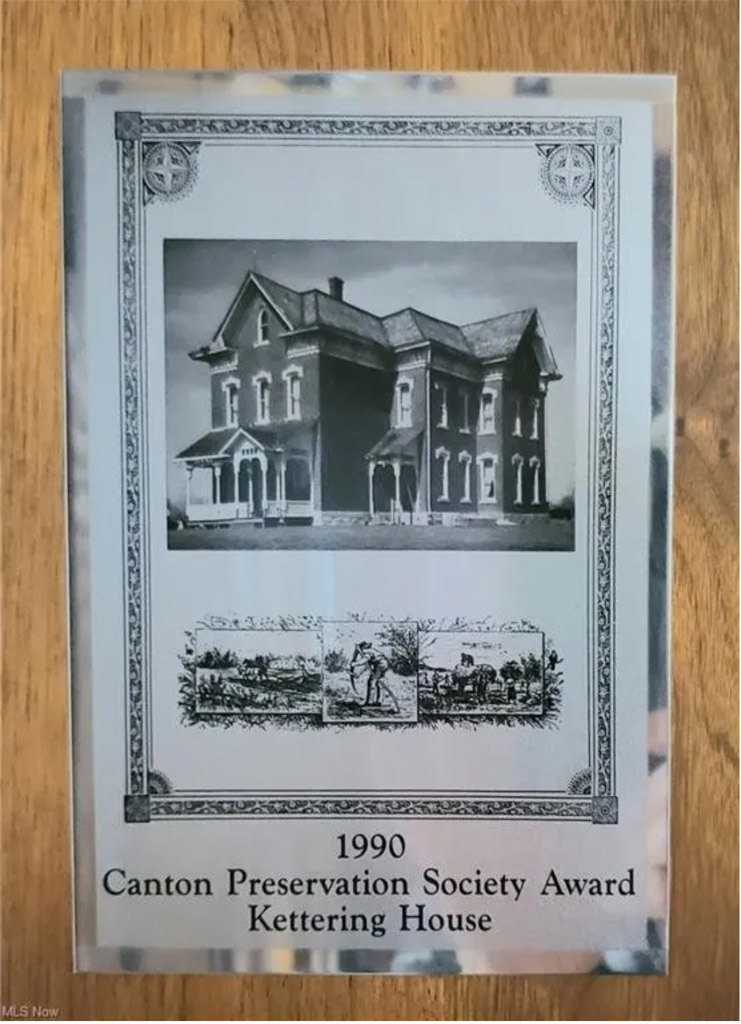 1990
Canton Preservation Society Award
Kettering House
MLS Now